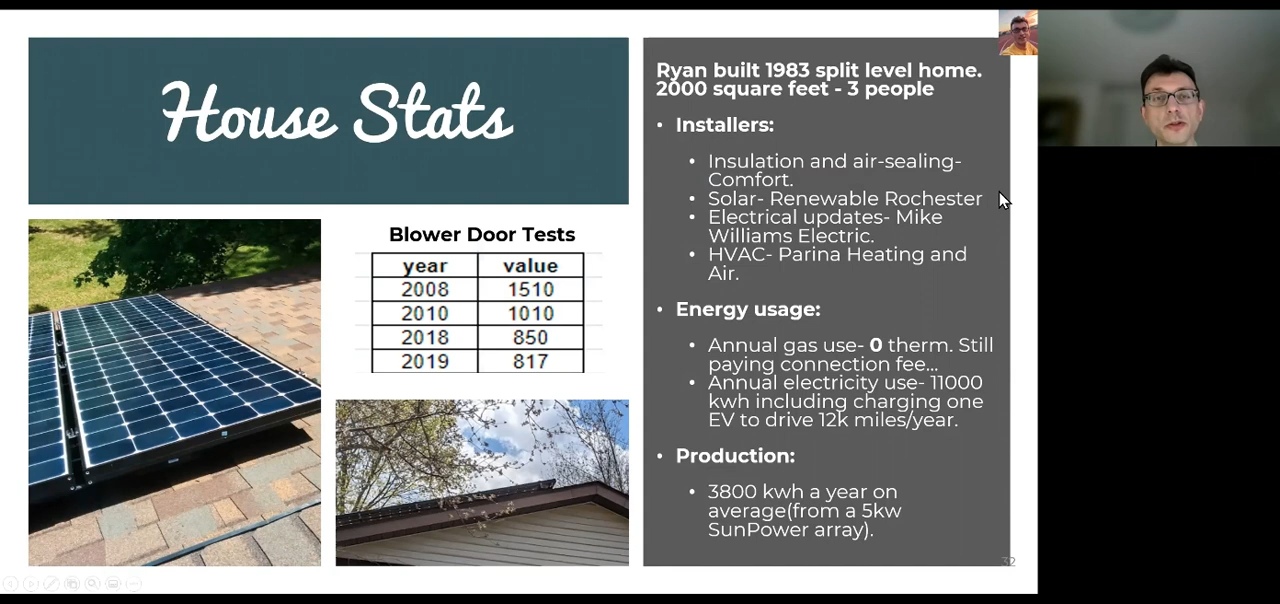 House Stats
Blower Door Tests
year value
2008 1510
2010 1010
2018 850
2019 817
Ryan built 1983 split level home.
2000 square feet - 3 people
• Installers:
• Insulation and air-sealing-
Comfort.
• Solar- Renewable Rochester
• Electrical updates- Mike
Williams Electric.
• HVAC- Parina Heating and
Air.
• Energy usage:
• Annual gas use- 0 therm. Still
paying connection fee...
• Annual electricity use- 11000
kwh including charging one
EV to drive 12k miles/year.
• Production:
• 3800 kwh a year on
average(from a 5kw
SunPower array).
32